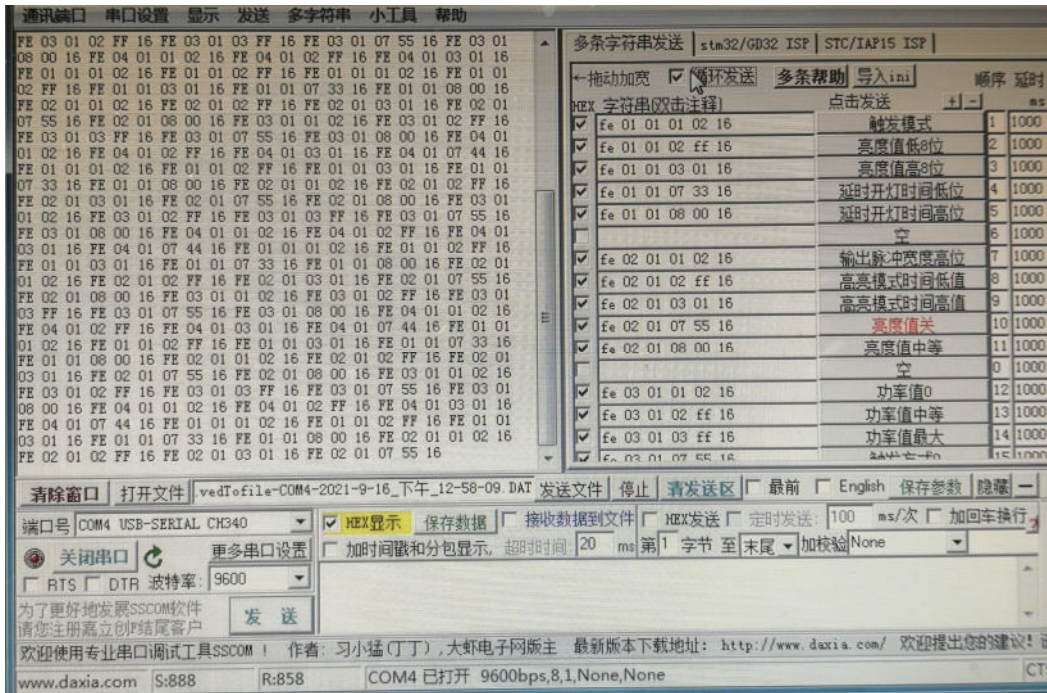 通讯端口 串口设置 显示 发送 多字符串 小工具 帮助
FE 03 01 02 FF 16 FE 03 01 03 FF 16 FE 03 01 07 55 16 FE 03 01
08 00 16 FE 04 01 01 02 16 FE 04 01 02 FF 16 FE 04 01 03 01 16
FE 01 01 01 02 16 FE 01 01 02 FF 16 FE 01 01 01 02 16 FE 01 01
02 FF 16 FE 01 01 03 01 16 FE 01 01 07 33 16 FE 01 01 08 00 16
FE 02 01 01 02 16 FE 02 01 02 FF 16 FE 02 01 03 01 16 FE 02 01
07 55 16 FE 02 01 08 00 16 FE 03 01 01 02 16 FE 03 01 02 FF 16
FE 03 01 03 FF 16 FE 03 01 07 55 16 FE 03 01 08 00 16 FE 04 01
01 02 16 FE 04 01 02 FF 16 FE 04 01 03 01 16 FE 04 01 07 44 16
FE 01 01 01 02 16 FE 01 01 02 FF 16 FE 01 01 03 01 16 FE 01 01
07 33 16 FE 01 01 08 00 16 FE 02 01 01 02 16 FE 02 01 02 FF 16
FE 02 01 03 01 16 FE 02 01 07 55 16 FE 02 01 08 00 16 FE 03 01
01 02 16 FE 03 01 02 FF 16 FE 03 01 03 FF 16 FE 03 01 07 55 16
FE 03 01 08 00 16 FE 04 01 01 02 16 FE 04 01 02 FF 16 FE 04 01
03 01 16 FE 04 01 07 44 16 FE 01 01 01 02 16 FE 01 01 02 FF 16
FE 01 01 03 01 16 FE 01 01 07 33 16 FE 01 01 08 00 16 FE 02 01
01 02 16 FE 02 01 02 FF 16 FE 02 01 03 01 16 FE 02 01 07 55 16
FE 02 01 08 00 16 FE 03 01 01 02 16 FE 03 01 02 FF 16 FE 03 01
03 FF 16 FE 03 01 07 55 16 FE 03 01 08 00 16 FE 04 01 01 02 16
FE 04 01 02 FF 16 FE 04 01 03 01 16 FE 04 01 07 44 16 FE 01 01
01 02 16 FE 01 01 02 FF 16 FE 01 01 03 01 16 FE 01 01 07 33 16
FE 01 01 08 00 16 FE 02 01 01 02 16 FE 02 01 02 FF 16 FE 02 01
03 01 16 FE 02 01 07 55 16 FE 02 01 08 00 16 FE 03 01 01 02 16
FE 03 01 02 FF 16 FE 03 01 03 FF 16 FE 03 01 07 55 16 FE 03 01
08 00 16 FE 04 01 01 02 16 FE 04 01 02 FF 16 FE 04 01 03 01 16
FE 04 01 07 44 16 FE 01 01 01 02 16 FE 01 01 02 FF 16 FE 01 01
03 01 16 FE 01 01 07 33 16 FE 01 01 08 00 16 FE 02 01 01 02 16
FE 02 01 02 FF 16 FE 02 01 03 01 16 FE 02 01 07 55 16
多条字符串发送 stm32/GD32 ISP STC/IAP15 ISP
←拖动加宽 循环发送 多条帮助 导入ini 顺序 延时
HEX 字符串(双击注释) 点击发送 + - ms
fe 01 01 01 02 16 触发模式 1 1000
fe 01 01 02 ff 16 亮度值低8位 2 1000
fe 01 01 03 01 16 亮度值高8位 3 1000
fe 01 01 07 33 16 延时开灯时间低位 4 1000
fe 01 01 08 00 16 延时开灯时间高位 5 1000
空 6 1000
fe 02 01 01 02 16 输出脉冲宽度高位 7 1000
fe 02 01 02 ff 16 高亮模式时间低值 8 1000
fe 02 01 03 01 16 高亮模式时间高值 9 1000
fe 02 01 07 55 16 亮度值关 10 1000
fe 02 01 08 00 16 亮度值中等 11 1000
空 0 1000
fe 03 01 01 02 16 功率值0 12 1000
fe 03 01 02 ff 16 功率值中等 13 1000
fe 03 01 03 ff 16 功率值最大 14 1000
fe 03 01 07 55 16 15 1000
清除窗口 打开文件 .vedTofile-COM4-2021-9-16_下午_12-58-09.DAT 发送文件 停止 清发送区 最前 English 保存参数 隐藏 —
端口号 COM4 USB-SERIAL CH340 HEX显示 保存数据 接收数据到文件 HEX发送 定时发送: 100 ms/次 加回车换行
关闭串口 更多串口设置 加时间戳和分包显示, 超时时间: 20 ms 第 1 字节 至 末尾 加校验 None
RTS DTR 波特率: 9600
为了更好地发展SSCOM软件
请您注册嘉立创F结尾客户
发 送
欢迎使用专业串口调试工具SSCOM ! 作者: 习小猛(丁丁),大虾电子网版主 最新版本下载地址: http://www.daxia.com/ 欢迎提出您的建议!
www.daxia.com S:888 R:858 COM4 已打开 9600bps,8,1,None,None